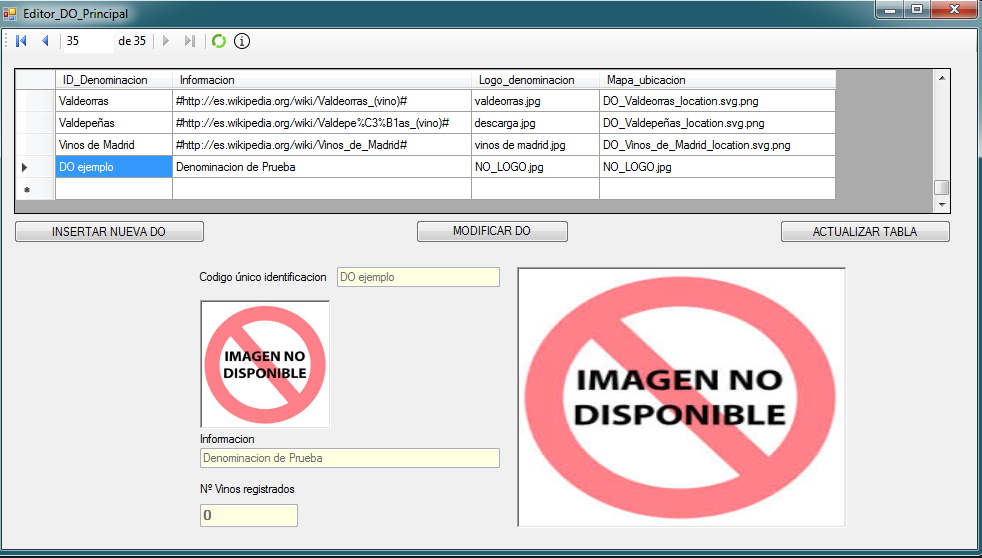 Editor_DO_Principal
35 de 35
ID_Denominacion Informacion Logo_denominacion Mapa_ubicacion
Valdeorras #http://es.wikipedia.org/wiki/Valdeorras_(vino)# valdeorras.jpg DO_Valdeorras_location.svg.png
Valdepeñas #http://es.wikipedia.org/wiki/Valdepe%C3%B1as_(vino)# descarga.jpg DO_Valdepeñas_location.svg.png
Vinos de Madrid #http://es.wikipedia.org/wiki/Vinos_de_Madrid# vinos de madrid.jpg DO_Vinos_de_Madrid_location.svg.png
DO ejemplo Denominacion de Prueba NO_LOGO.jpg NO_LOGO.jpg
INSERTAR NUEVA DO MODIFICAR DO ACTUALIZAR TABLA
Codigo único identificacion DO ejemplo
IMAGEN NO
DISPONIBLE
IMAGEN NO
DISPONIBLE
Informacion
Denominacion de Prueba
Nº Vinos registrados
0